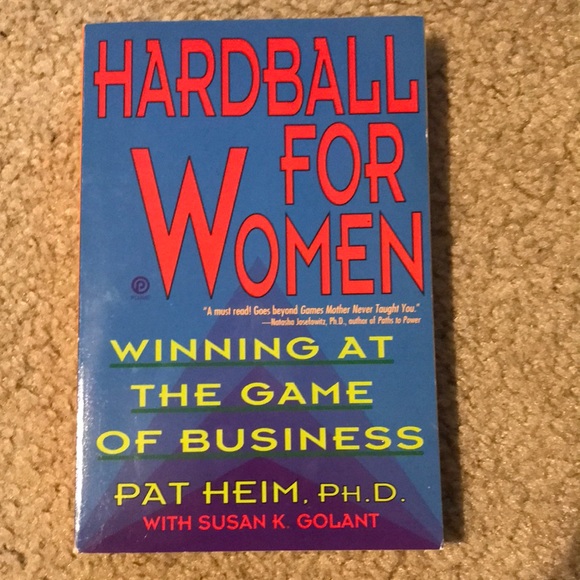 HARDBALL
FOR
WOMEN
PLUME
"A must read! Goes beyond Games Mother Never Taught You."
—Natasha Josefowitz, Ph.D., author of Paths to Power
WINNING AT
THE GAME
OF BUSINESS
PAT HEIM, PH.D.
WITH SUSAN K. GOLANT